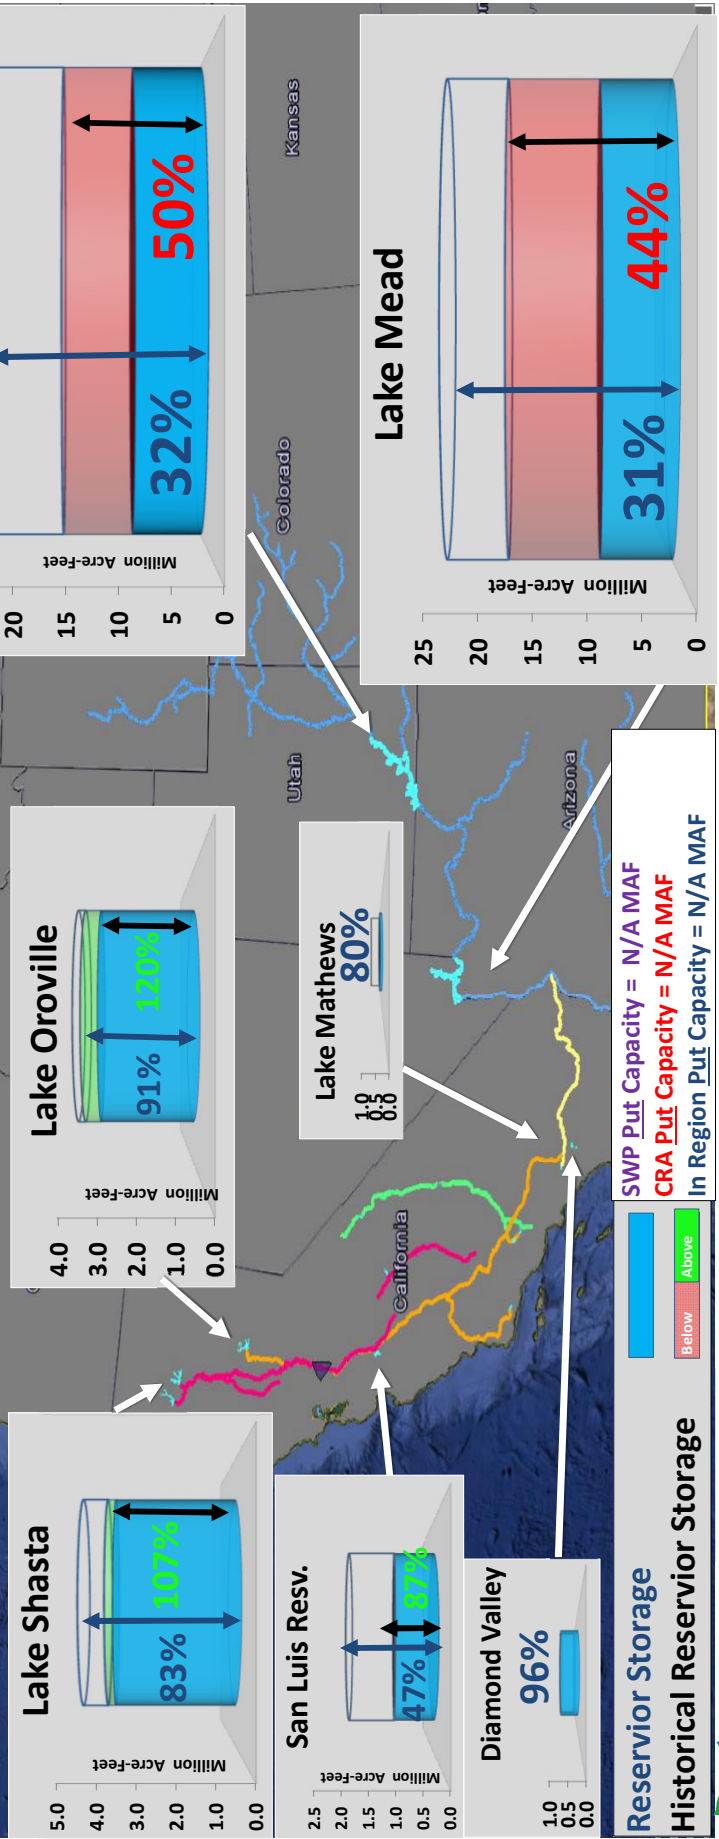 Lake Shasta
5.0
4.0
3.0
2.0
1.0
0.0
Million Acre-Feet
83%
107%
Lake Oroville
4.0
3.0
2.0
1.0
0.0
Million Acre-Feet
91%
120%
20
15
10
5
0
Million Acre-Feet
32%
50%
San Luis Resv.
2.5
2.0
1.5
1.0
0.5
0.0
Million Acre-Feet
47%
87%
Lake Mathews
1.0
0.5
0.0
80%
Lake Mead
25
20
15
10
5
0
Million Acre-Feet
31%
44%
Diamond Valley
1.0
0.5
0.0
96%
California
Utah
Arizona
Colorado
Kansas
Reservior Storage
Historical Reservior Storage
Below
Above
SWP Put Capacity = N/A MAF
CRA Put Capacity = N/A MAF
In Region Put Capacity = N/A MAF